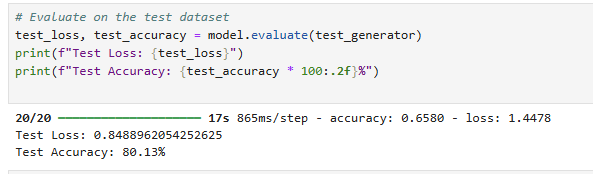 # Evaluate on the test dataset
test_loss, test_accuracy = model.evaluate(test_generator)
print(f"Test Loss: {test_loss}")
print(f"Test Accuracy: {test_accuracy * 100:.2f}%")
20/20 ━━━━━━━━━━━━━━━━━━━━ 17s 865ms/step - accuracy: 0.6580 - loss: 1.4478
Test Loss: 0.8488962054252625
Test Accuracy: 80.13%